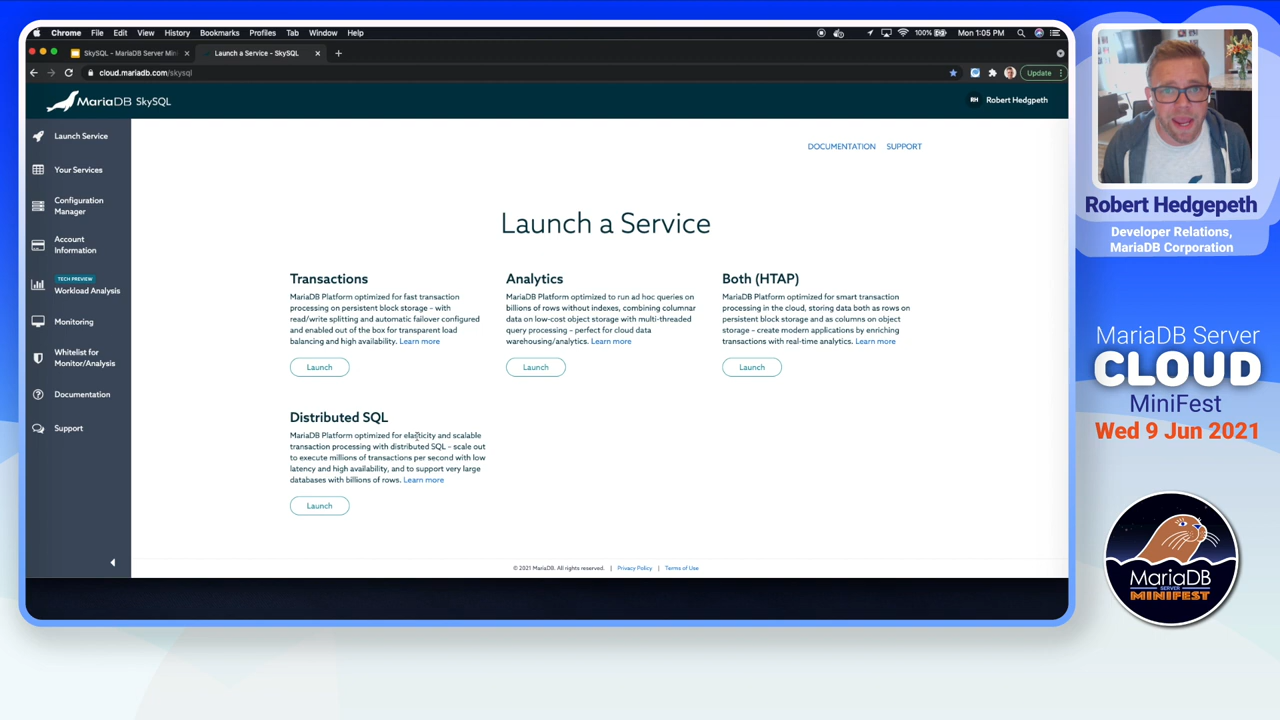 Chrome File Edit View History Bookmarks Profiles Tab Window Help
100% Mon 1:05 PM
SkySQL - MariaDB Server Mini
Launch a Service - SkySQL
cloud.mariadb.com/skysql
Update
MariaDB SkySQL
RH Robert Hedgpeth
Launch Service
Your Services
Configuration
Manager
Account
Information
TECH PREVIEW
Workload Analysis
Monitoring
Whitelist for
Monitor/Analysis
Documentation
Support
DOCUMENTATION SUPPORT
Launch a Service
Transactions
MariaDB Platform optimized for fast transaction
processing on persistent block storage – with
read/write splitting and automatic failover configured
and enabled out of the box for transparent load
balancing and high availability. Learn more
Launch
Analytics
MariaDB Platform optimized to run ad hoc queries on
billions of rows without indexes, combining columnar
data on low-cost object storage with multi-threaded
query processing – perfect for cloud data
warehousing/analytics. Learn more
Launch
Both (HTAP)
MariaDB Platform optimized for smart transaction
processing in the cloud, storing data both as rows on
persistent block storage and as columns on object
storage – create modern applications by enriching
transactions with real-time analytics. Learn more
Launch
Distributed SQL
MariaDB Platform optimized for elasticity and scalable
transaction processing with distributed SQL – scale out
to execute millions of transactions per second with low
latency and high availability, and to support very large
databases with billions of rows. Learn more
Launch
© 2021 MariaDB. All rights reserved. | Privacy Policy | Terms of Use
Robert Hedgepeth
Developer Relations,
MariaDB Corporation
MariaDB Server
CLOUD
MiniFest
Wed 9 Jun 2021
MariaDB
SERVER
MINIFEST